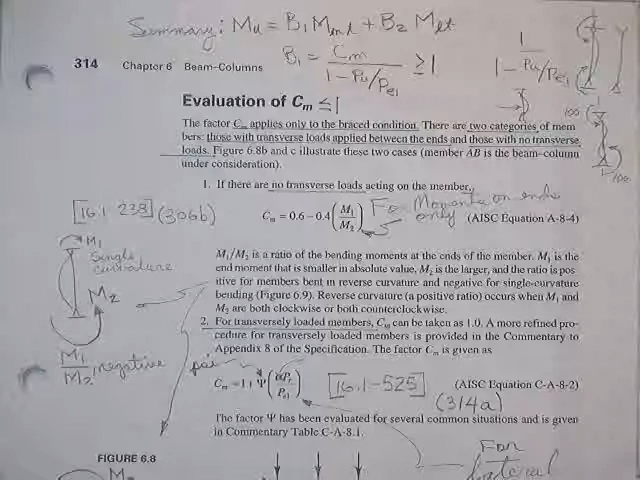 Summary: Mu = B1 Mnt + B2 Mlt
B1 = Cm / (1 - Pu/Pe1) ≥ 1
1 / (1 - Pu/Pe1)
314 Chapter 6 Beam-Columns
Evaluation of Cm ≤ 1
The factor Cm applies only to the braced condition. There are two categories of mem-
bers: those with transverse loads applied between the ends and those with no transverse
loads. Figure 6.8b and c illustrate these two cases (member AB is the beam-column
under consideration).
100
100
1. If there are no transverse loads acting on the member,
[16.1-238] (306b)
Cm = 0.6 - 0.4 (M1/M2) (AISC Equation A-8-4)
For Moments on ends
only
M1
Single
curvature
M2
M1/M2 negative
M1/M2 is a ratio of the bending moments at the ends of the member. M1 is the
end moment that is smaller in absolute value, M2 is the larger, and the ratio is pos-
itive for members bent in reverse curvature and negative for single-curvature
bending (Figure 6.9). Reverse curvature (a positive ratio) occurs when M1 and
M2 are both clockwise or both counterclockwise.
2. For transversely loaded members, Cm can be taken as 1.0. A more refined pro-
cedure for transversely loaded members is provided in the Commentary to
Appendix 8 of the Specification. The factor Cm is given as
Cm = 1 + Ψ (αPr/Pe1) [16.1-525] (AISC Equation C-A-8-2)
(314a)
The factor Ψ has been evaluated for several common situations and is given
in Commentary Table C-A-8.1.
For
lateral
FIGURE 6.8